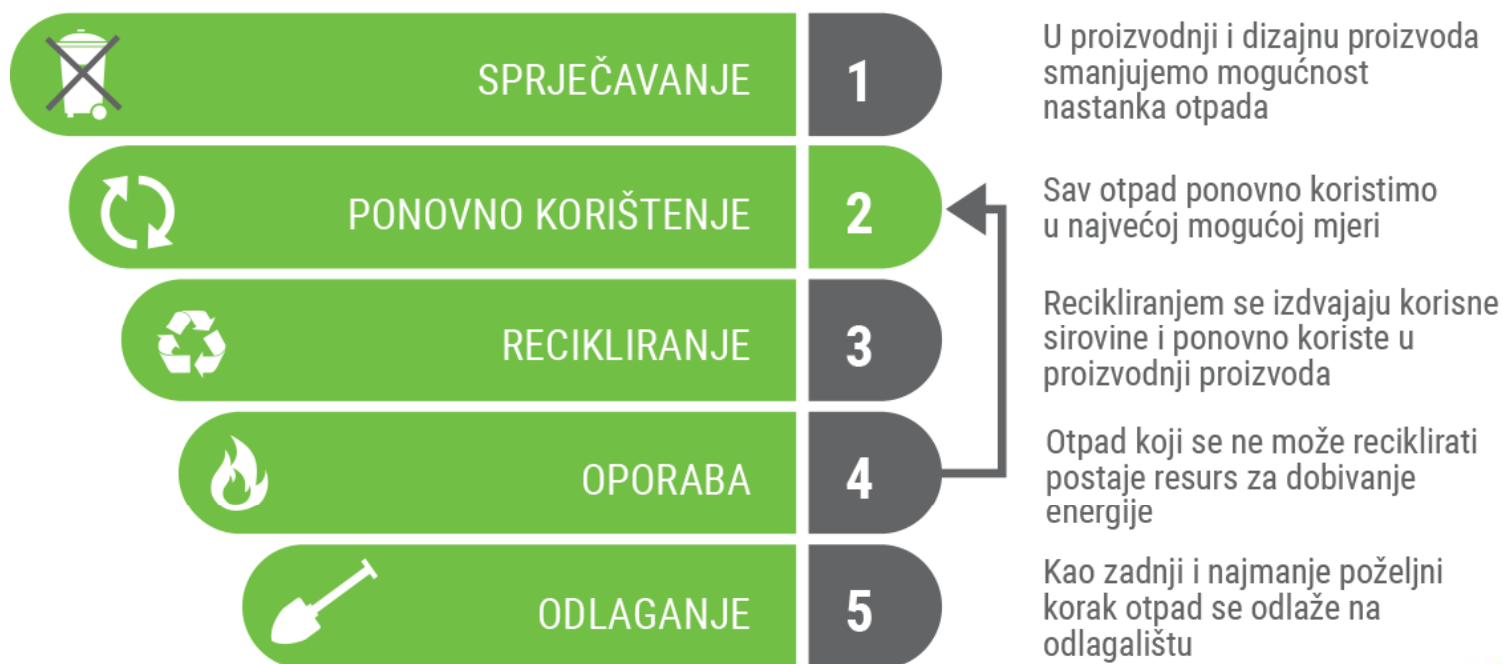 SPRJEČAVANJE
1
U proizvodnji i dizajnu proizvoda
smanjujemo mogućnost
nastanka otpada
PONOVNO KORIŠTENJE
2
Sav otpad ponovno koristimo
u najvećoj mogućoj mjeri
RECIKLIRANJE
3
Recikliranjem se izdvajaju korisne
sirovine i ponovno koriste u
proizvodnji proizvoda
OPORABA
4
Otpad koji se ne može reciklirati
postaje resurs za dobivanje
energije
ODLAGANJE
5
Kao zadnji i najmanje poželjni
korak otpad se odlaže na
odlagalištu